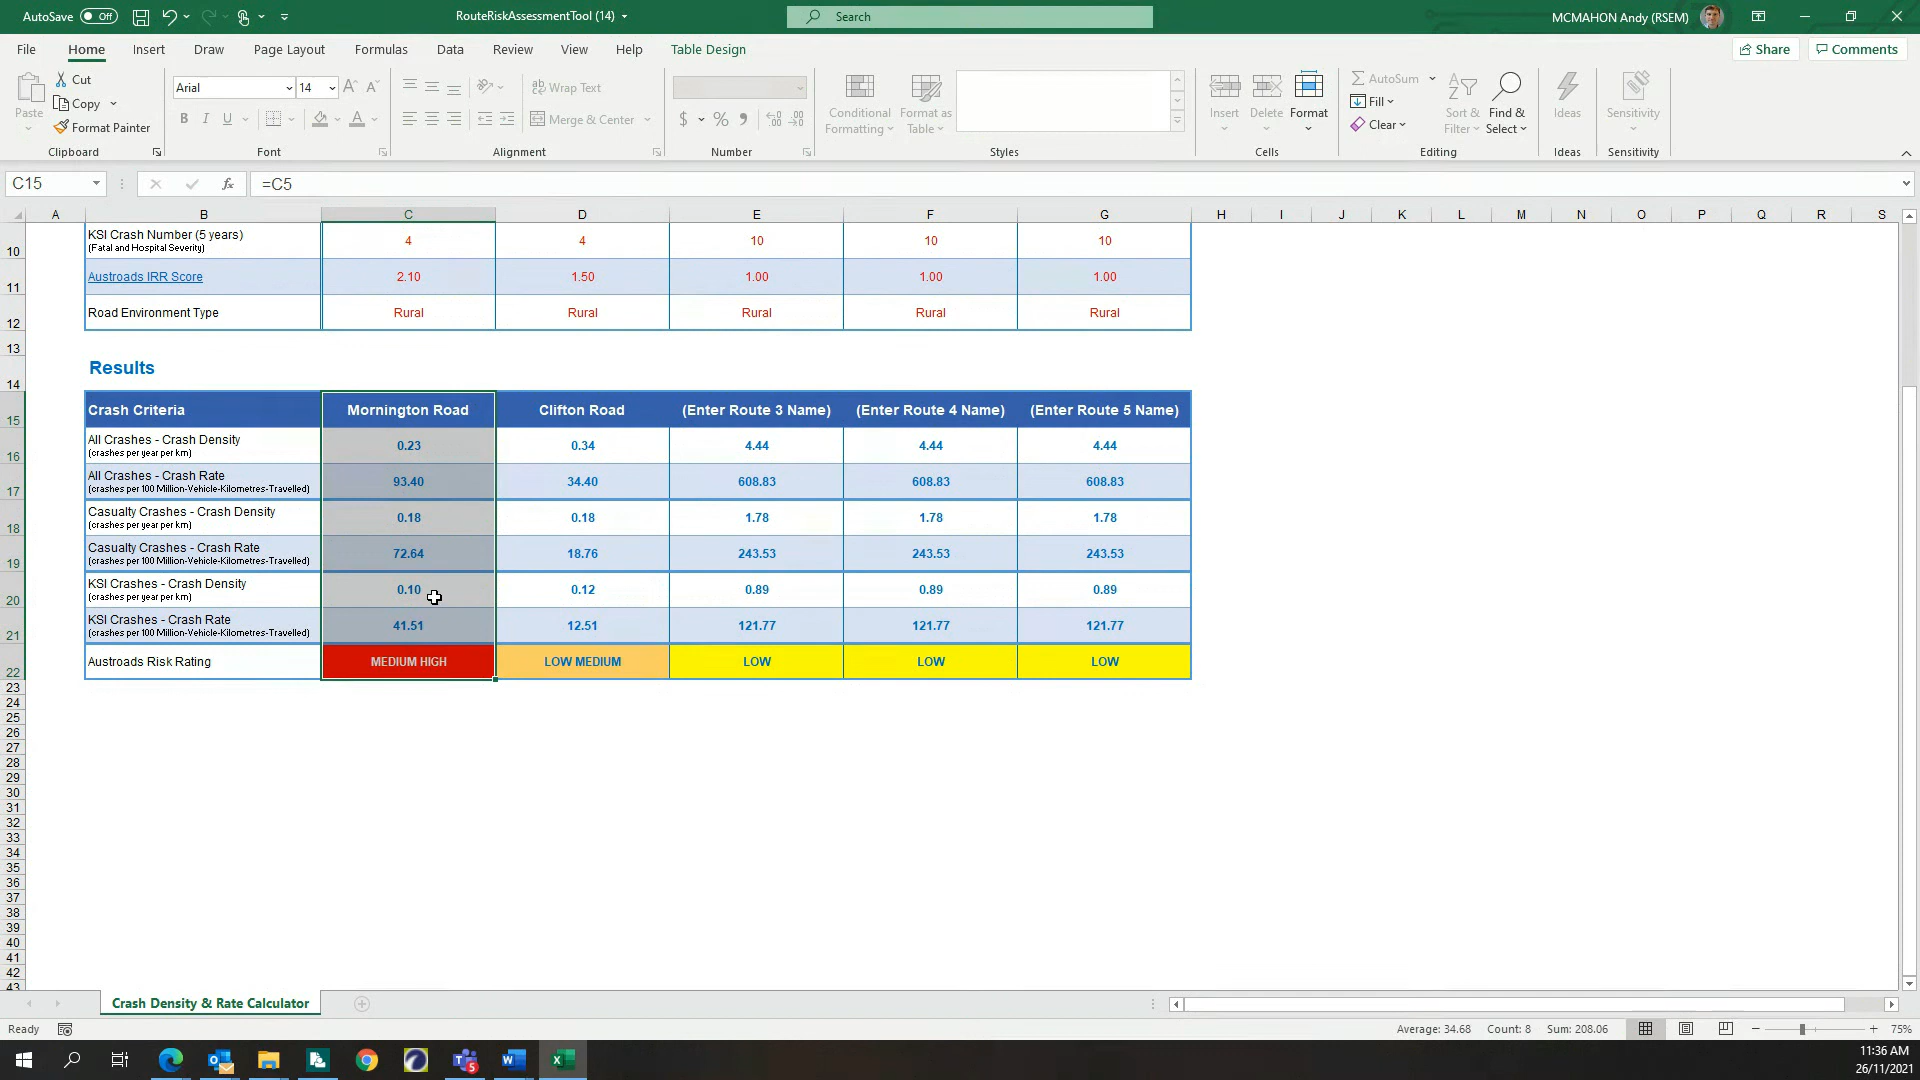 AutoSave Off RouteRiskAssessmentTool (14) Search MCMAHON Andy (RSEM)
File Home Insert Draw Page Layout Formulas Data Review View Help Table Design Share Comments
Paste Cut Copy Format Painter
Clipboard
Arial 14
B I U A
Font
Wrap Text
Merge & Center
Alignment
$ % 9
Number
Conditional Formatting Format as Table
Styles
Insert Delete Format
Cells
AutoSum Fill Clear Sort & Filter Find & Select
Editing
Ideas
Ideas
Sensitivity
Sensitivity
C15 fx =C5
A B C D E F G H I J K L M N O P Q R S
10 KSI Crash Number (5 years) 4 4 10 10 10
(Fatal and Hospital Severity)
11 Austroads IRR Score 2.10 1.50 1.00 1.00 1.00
12 Road Environment Type Rural Rural Rural Rural Rural
13
14 Results
15 Crash Criteria Mornington Road Clifton Road (Enter Route 3 Name) (Enter Route 4 Name) (Enter Route 5 Name)
16 All Crashes - Crash Density 0.23 0.34 4.44 4.44 4.44
(crashes per year per km)
17 All Crashes - Crash Rate 93.40 34.40 608.83 608.83 608.83
(crashes per 100 Million-Vehicle-Kilometres-Travelled)
18 Casualty Crashes - Crash Density 0.18 0.18 1.78 1.78 1.78
(crashes per year per km)
19 Casualty Crashes - Crash Rate 72.64 18.76 243.53 243.53 243.53
(crashes per 100 Million-Vehicle-Kilometres-Travelled)
20 KSI Crashes - Crash Density 0.10 0.12 0.89 0.89 0.89
(crashes per year per km)
21 KSI Crashes - Crash Rate 41.51 12.51 121.77 121.77 121.77
(crashes per 100 Million-Vehicle-Kilometres-Travelled)
22 Austroads Risk Rating MEDIUM HIGH LOW MEDIUM LOW LOW LOW
23
24
25
26
27
28
29
30
31
32
33
34
35
36
37
38
39
40
41
42
43
Crash Density & Rate Calculator
Ready Average: 34.68 Count: 8 Sum: 208.06 75%
11:36 AM
26/11/2021